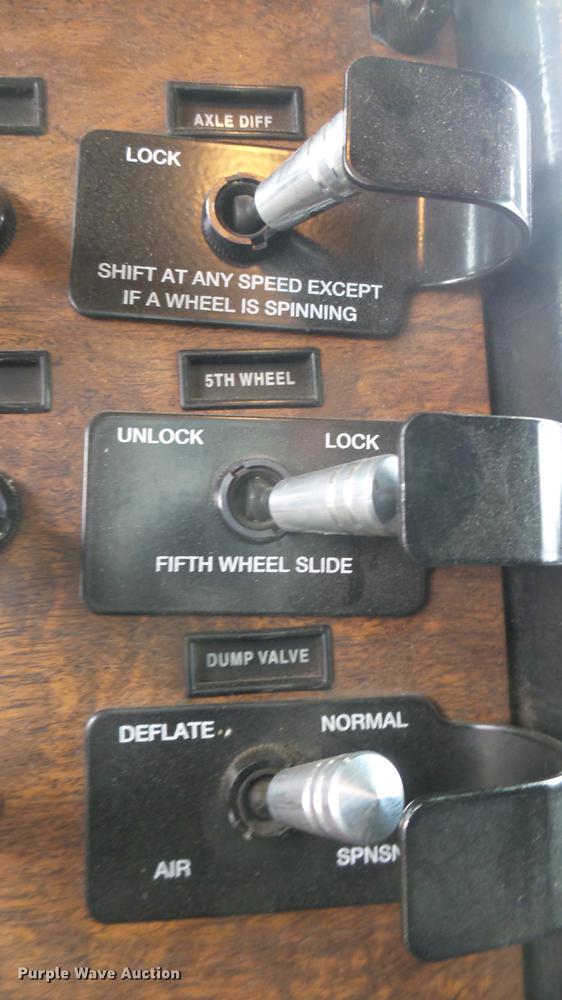 AXLE DIFF
LOCK
SHIFT AT ANY SPEED EXCEPT
IF A WHEEL IS SPINNING
5TH WHEEL
UNLOCK LOCK
FIFTH WHEEL SLIDE
DUMP VALVE
DEFLATE NORMAL
AIR SPNSN
Purple Wave Auction